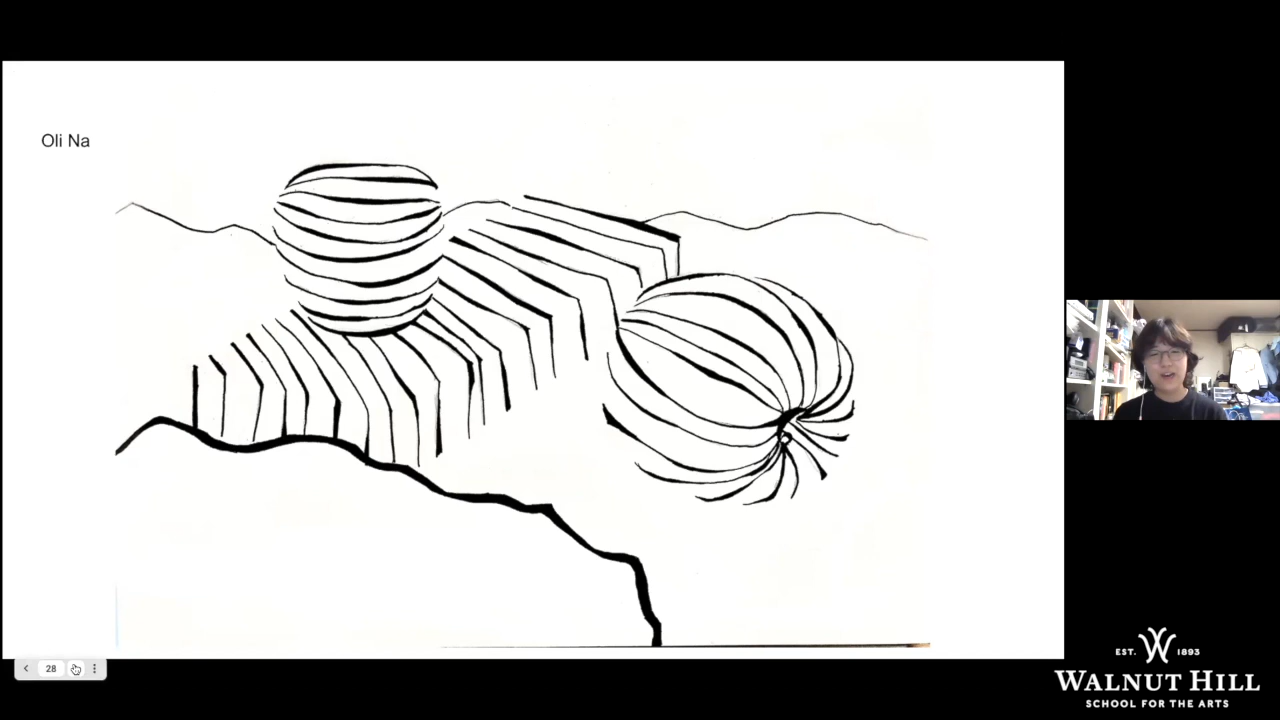 Oli Na
28
EST. 1893
WALNUT HILL
SCHOOL FOR THE ARTS